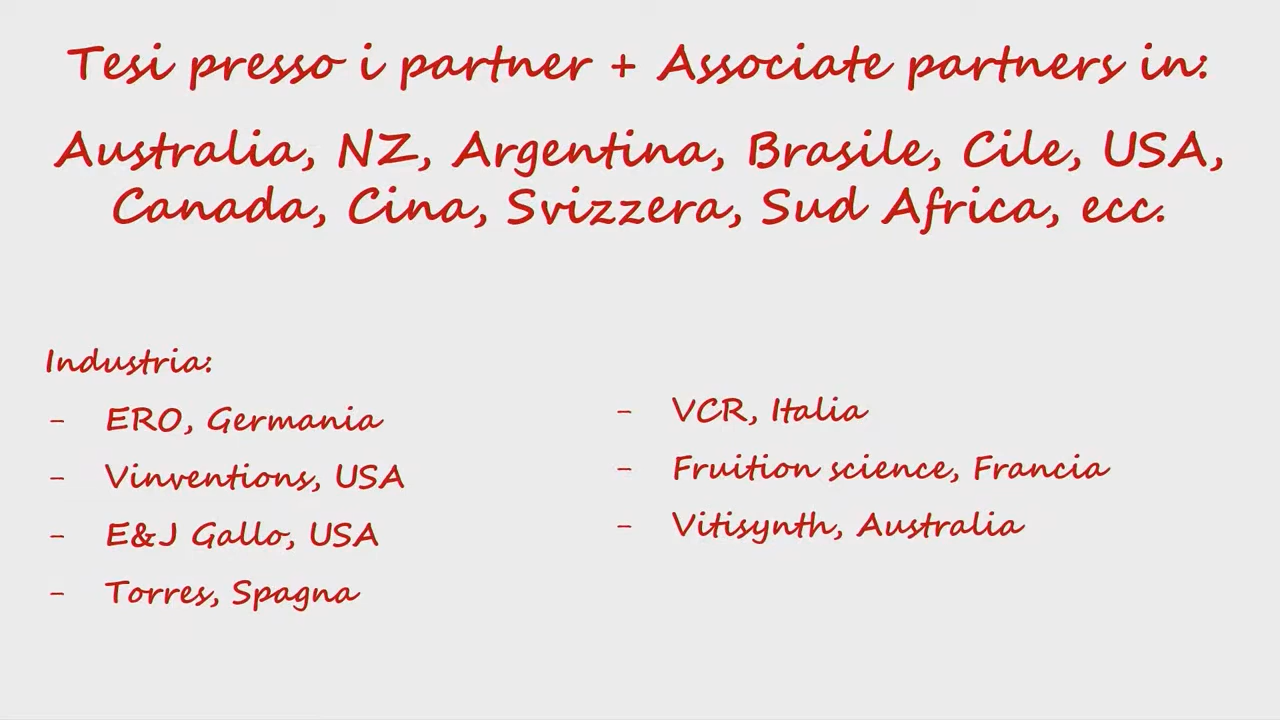 Tesi presso i partner + Associate partners in:
Australia, NZ, Argentina, Brasile, Cile, USA,
Canada, Cina, Svizzera, Sud Africa, ecc.
Industria:
- ERO, Germania
- Vinventions, USA
- E&J Gallo, USA
- Torres, Spagna
- VCR, Italia
- Fruition science, Francia
- Vitisynth, Australia